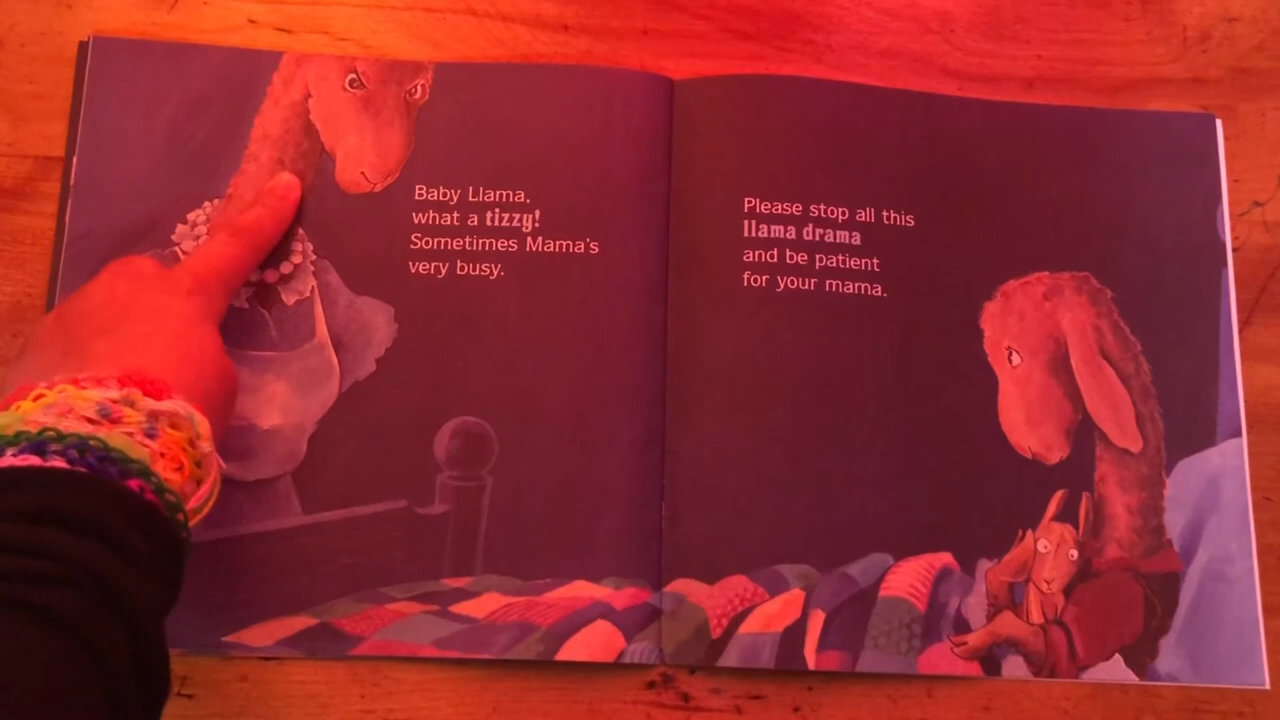 Baby Llama,
what a tizzy!
Sometimes Mama's
very busy.
Please stop all this
llama drama
and be patient
for your mama.